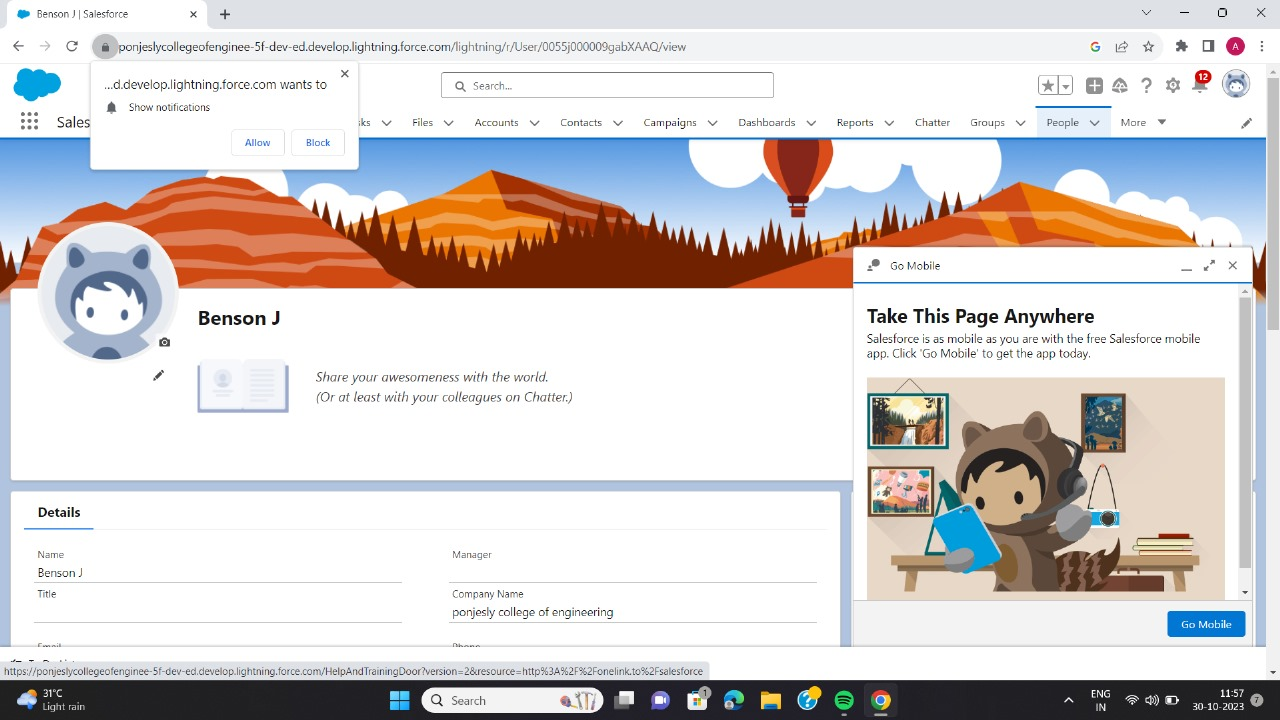 Benson J | Salesforce
ponjeslycollegeofenginee-5f-dev-ed.develop.lightning.force.com/lightning/r/User/0055j000009gabXAAQ/view
A
...d.develop.lightning.force.com wants to
Show notifications
Allow
Block
Search...
12
Sales
ks
Files
Accounts
Contacts
Campaigns
Dashboards
Reports
Chatter
Groups
People
More
Benson J
Share your awesomeness with the world.
(Or at least with your colleagues on Chatter.)
Go Mobile
Take This Page Anywhere
Salesforce is as mobile as you are with the free Salesforce mobile
app. Click 'Go Mobile' to get the app today.
Go Mobile
Details
Name
Benson J
Manager
Title
Company Name
ponjesly college of engineering
Email
Phone
https://ponjeslycollegeofenginee-5f-dev-ed.develop.lightning.force.com/HelpAndTrainingDoor?version=2&resource=http%3A%2F%2Fonelink.to%2Fsalesforce
31°C
Light rain
Search
1
ENG
IN
11:57
30-10-2023
7